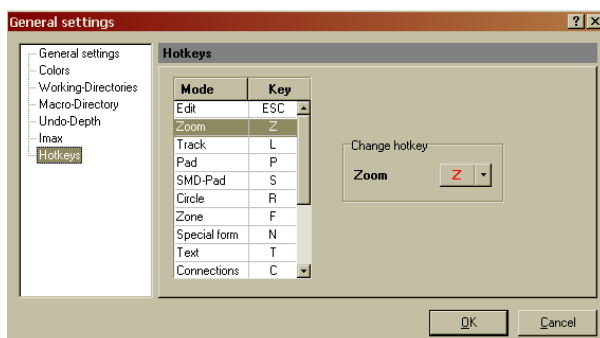 General settings
General settings
Colors
Working-Directories
Macro-Directory
Undo-Depth
Imax
Hotkeys
Hotkeys
Mode Key
Edit ESC
Zoom Z
Track L
Pad P
SMD-Pad S
Circle R
Zone F
Special form N
Text T
Connections C
Change hotkey
Zoom Z
OK Cancel